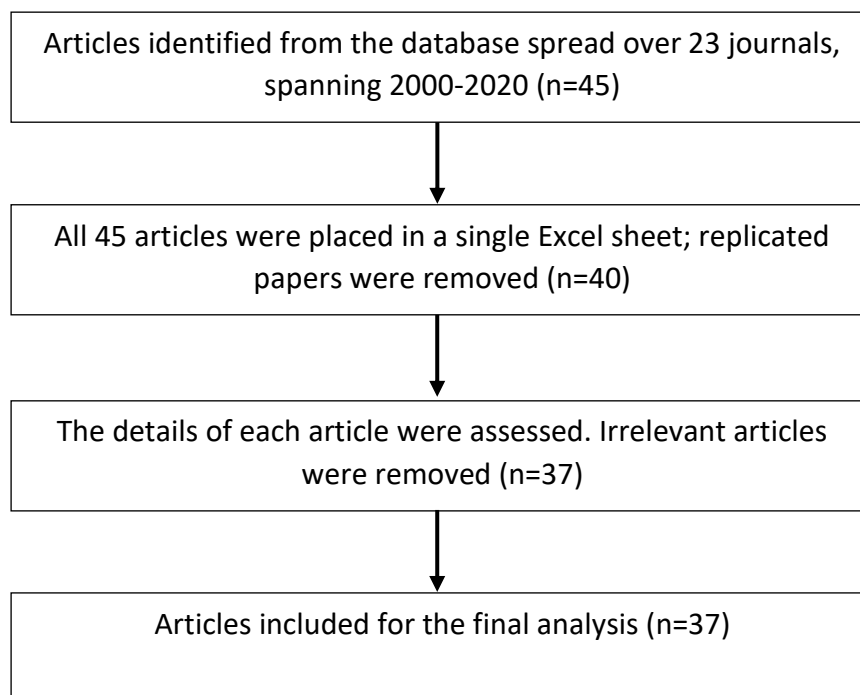 Articles identified from the database spread over 23 journals,
spanning 2000-2020 (n=45)
All 45 articles were placed in a single Excel sheet; replicated
papers were removed (n=40)
The details of each article were assessed. Irrelevant articles
were removed (n=37)
Articles included for the final analysis (n=37)